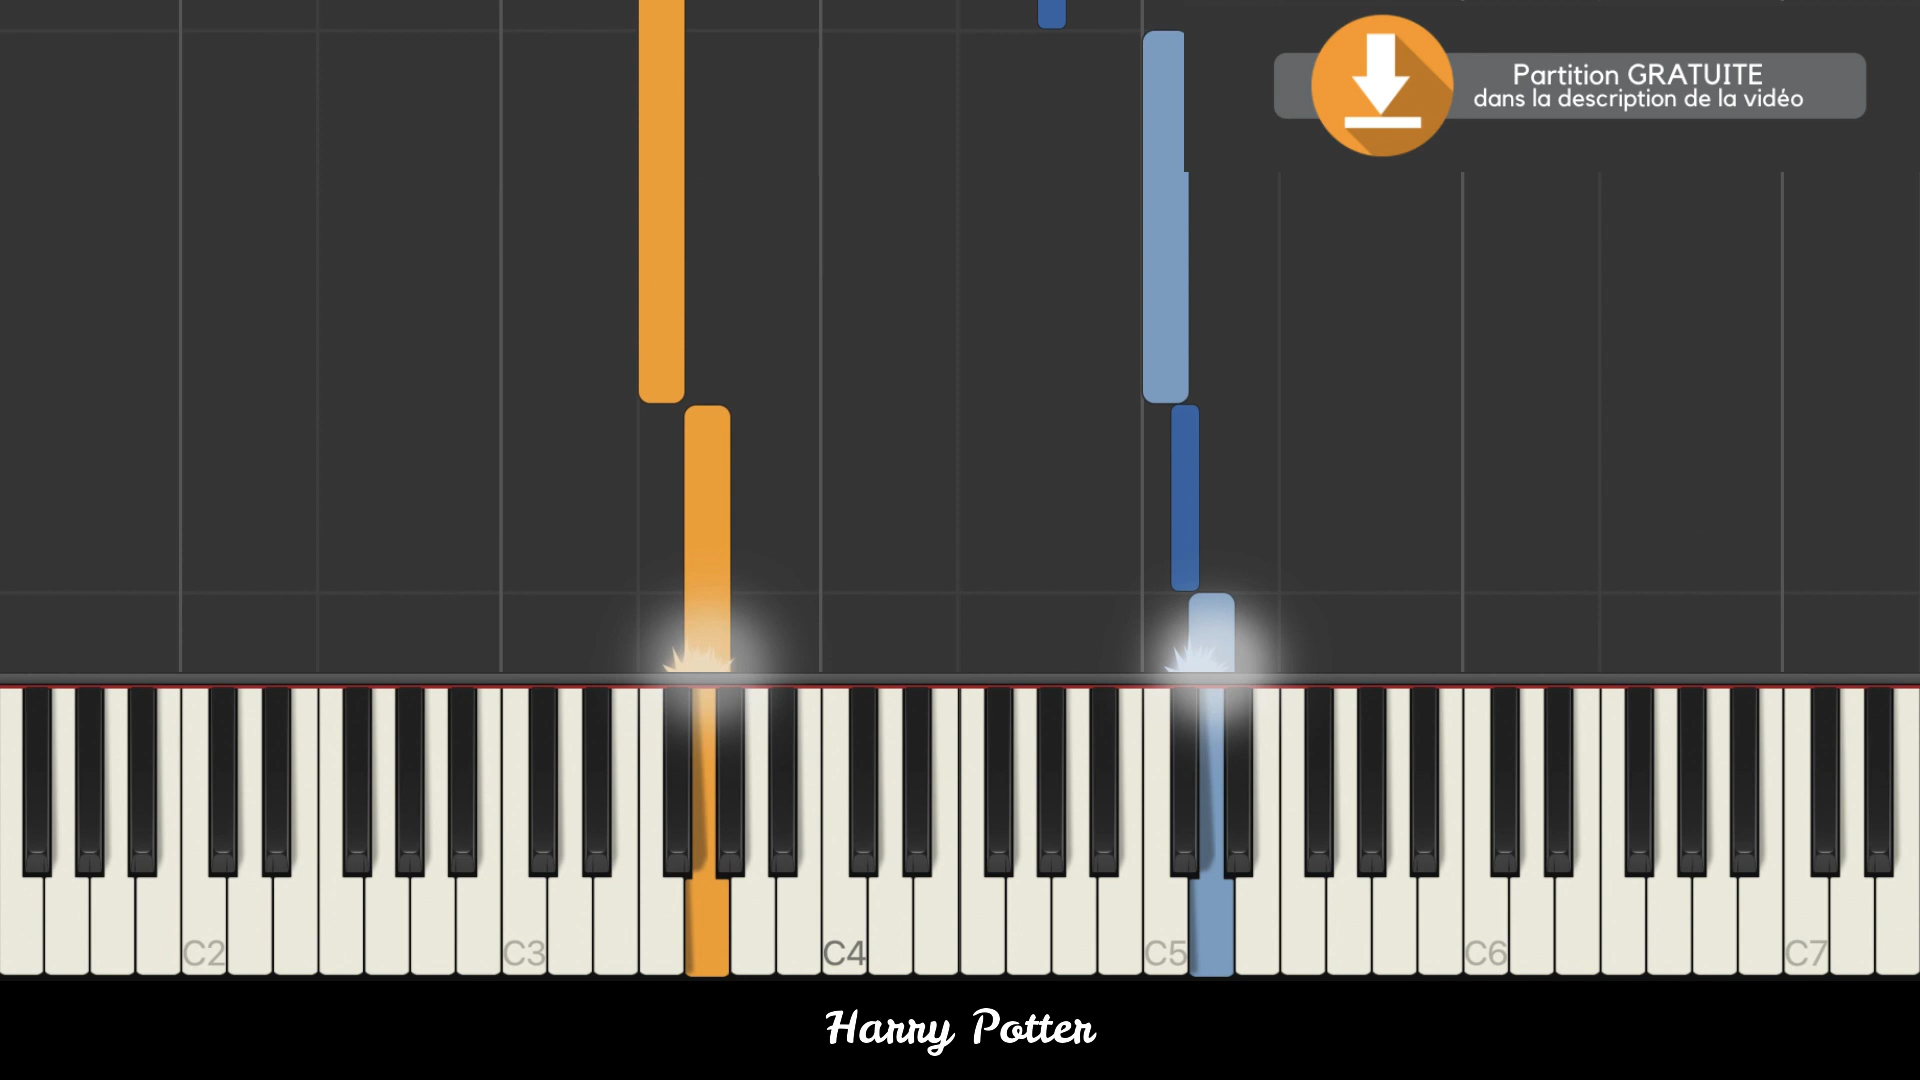 Partition GRATUITE
dans la description de la vidéo
C2 C3 C4 C5 C6 C7
Harry Potter